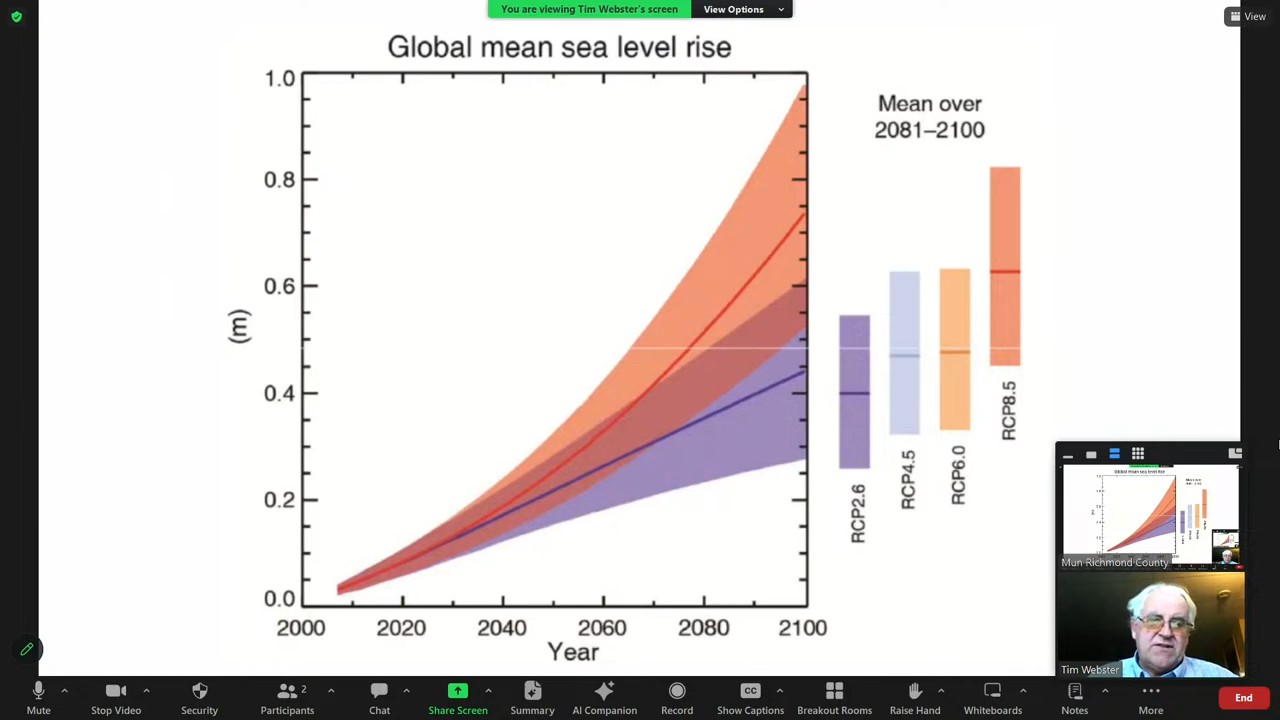 You are viewing Tim Webster's screen
View Options
View
Global mean sea level rise
1.0
0.8
0.6
0.4
0.2
0.0
(m)
2000 2020 2040 2060 2080 2100
Year
Mean over
2081–2100
RCP2.6
RCP4.5
RCP6.0
RCP8.5
Mun Richmond County
Tim Webster
Mute
Stop Video
Security
Participants
2
Chat
Share Screen
Summary
AI Companion
Record
CC
Show Captions
Breakout Rooms
Raise Hand
Whiteboards
Notes
More
End